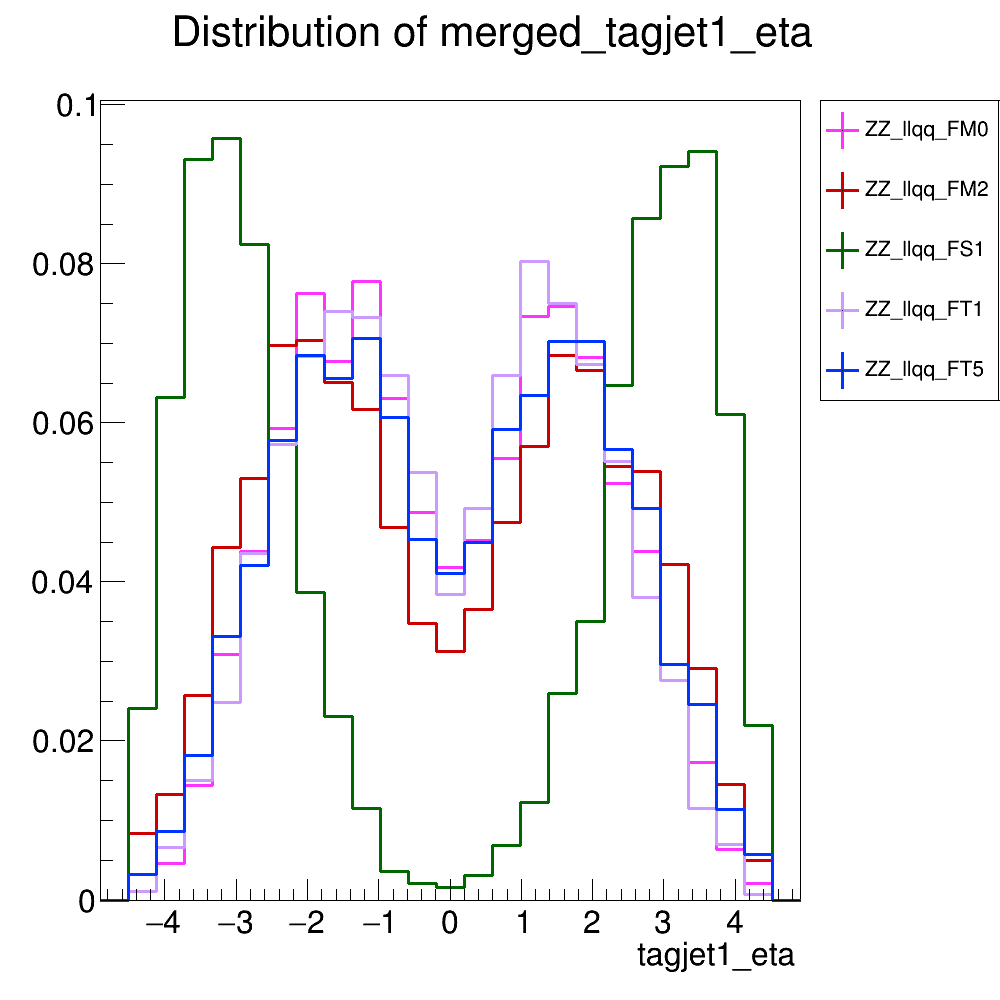 Distribution of merged_tagjet1_eta
0.1
0.08
0.06
0.04
0.02
0
−4 −3 −2 −1 0 1 2 3 4
tagjet1_eta
ZZ_llqq_FM0
ZZ_llqq_FM2
ZZ_llqq_FS1
ZZ_llqq_FT1
ZZ_llqq_FT5